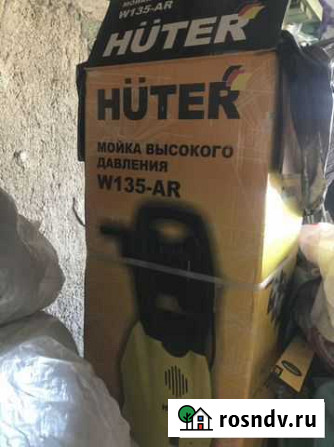 W135-AR
HÜTER
HÜTER
МОЙКА ВЫСОКОГО
ДАВЛЕНИЯ
W135-AR
rosndv.ru